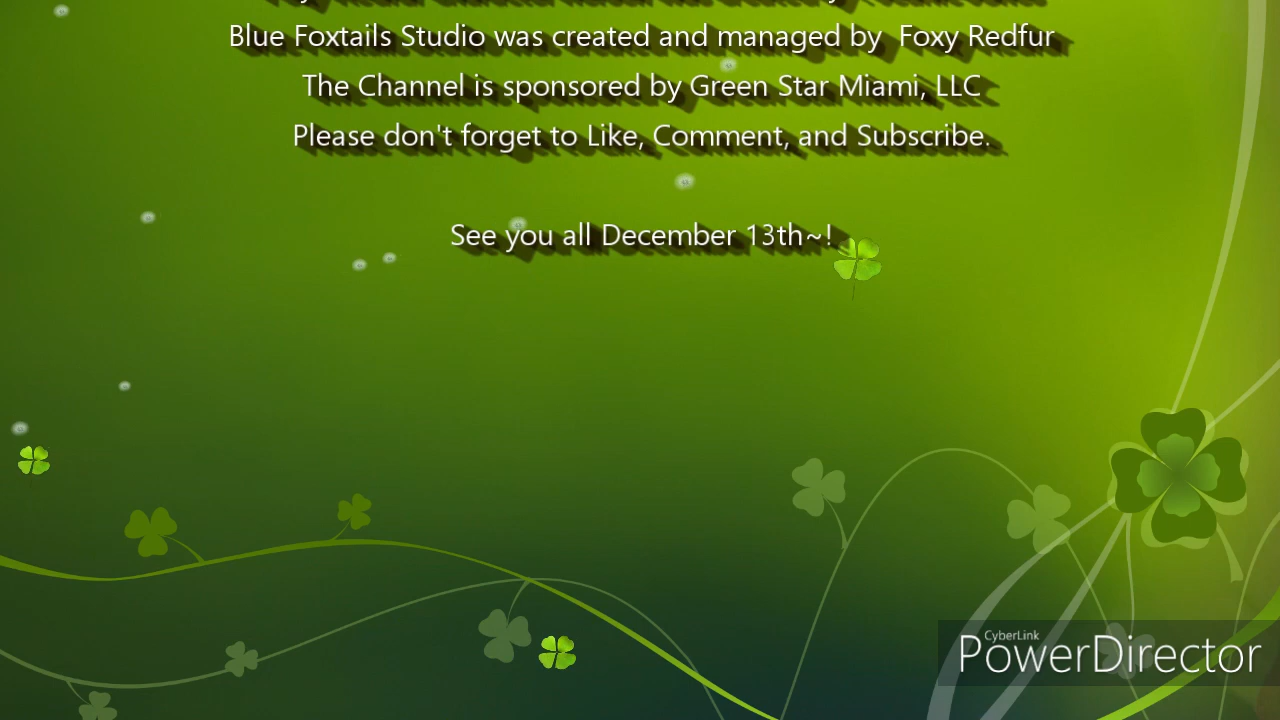 Blue Foxtails Studio was created and managed by  Foxy Redfur
The Channel is sponsored by Green Star Miami, LLC
Please don't forget to Like, Comment, and Subscribe.
See you all December 13th~!
CyberLink
PowerDirector